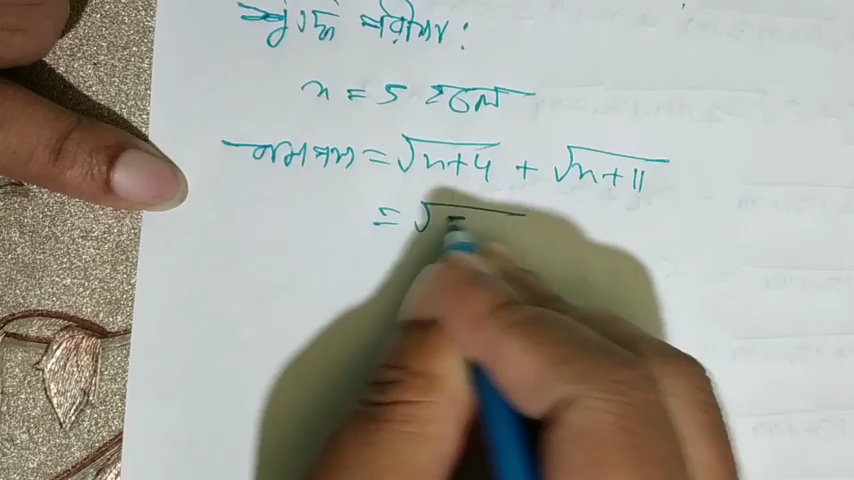 শুদ্ধি পরীক্ষা:
x = 5 হলে
বামপক্ষ = √(x+4) + √(x+11)
= √